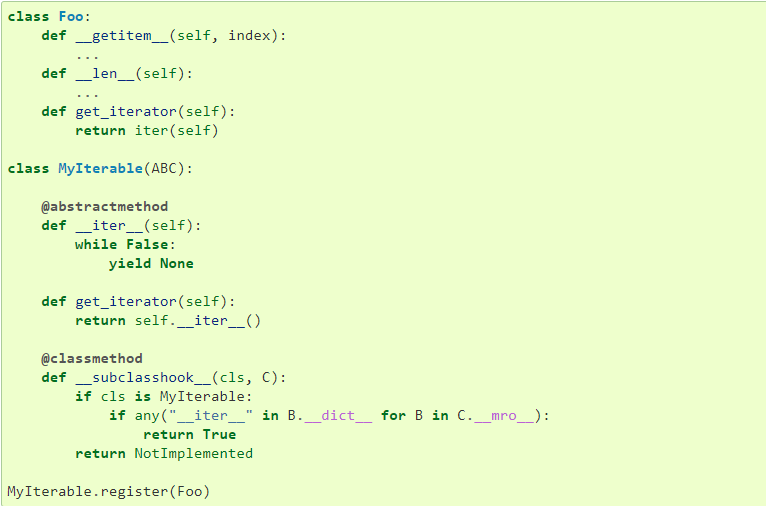 class Foo:
    def __getitem__(self, index):
        ...
    def __len__(self):
        ...
    def get_iterator(self):
        return iter(self)

class MyIterable(ABC):

    @abstractmethod
    def __iter__(self):
        while False:
            yield None

    def get_iterator(self):
        return self.__iter__()

    @classmethod
    def __subclasshook__(cls, C):
        if cls is MyIterable:
            if any("__iter__" in B.__dict__ for B in C.__mro__):
                return True
        return NotImplemented

MyIterable.register(Foo)